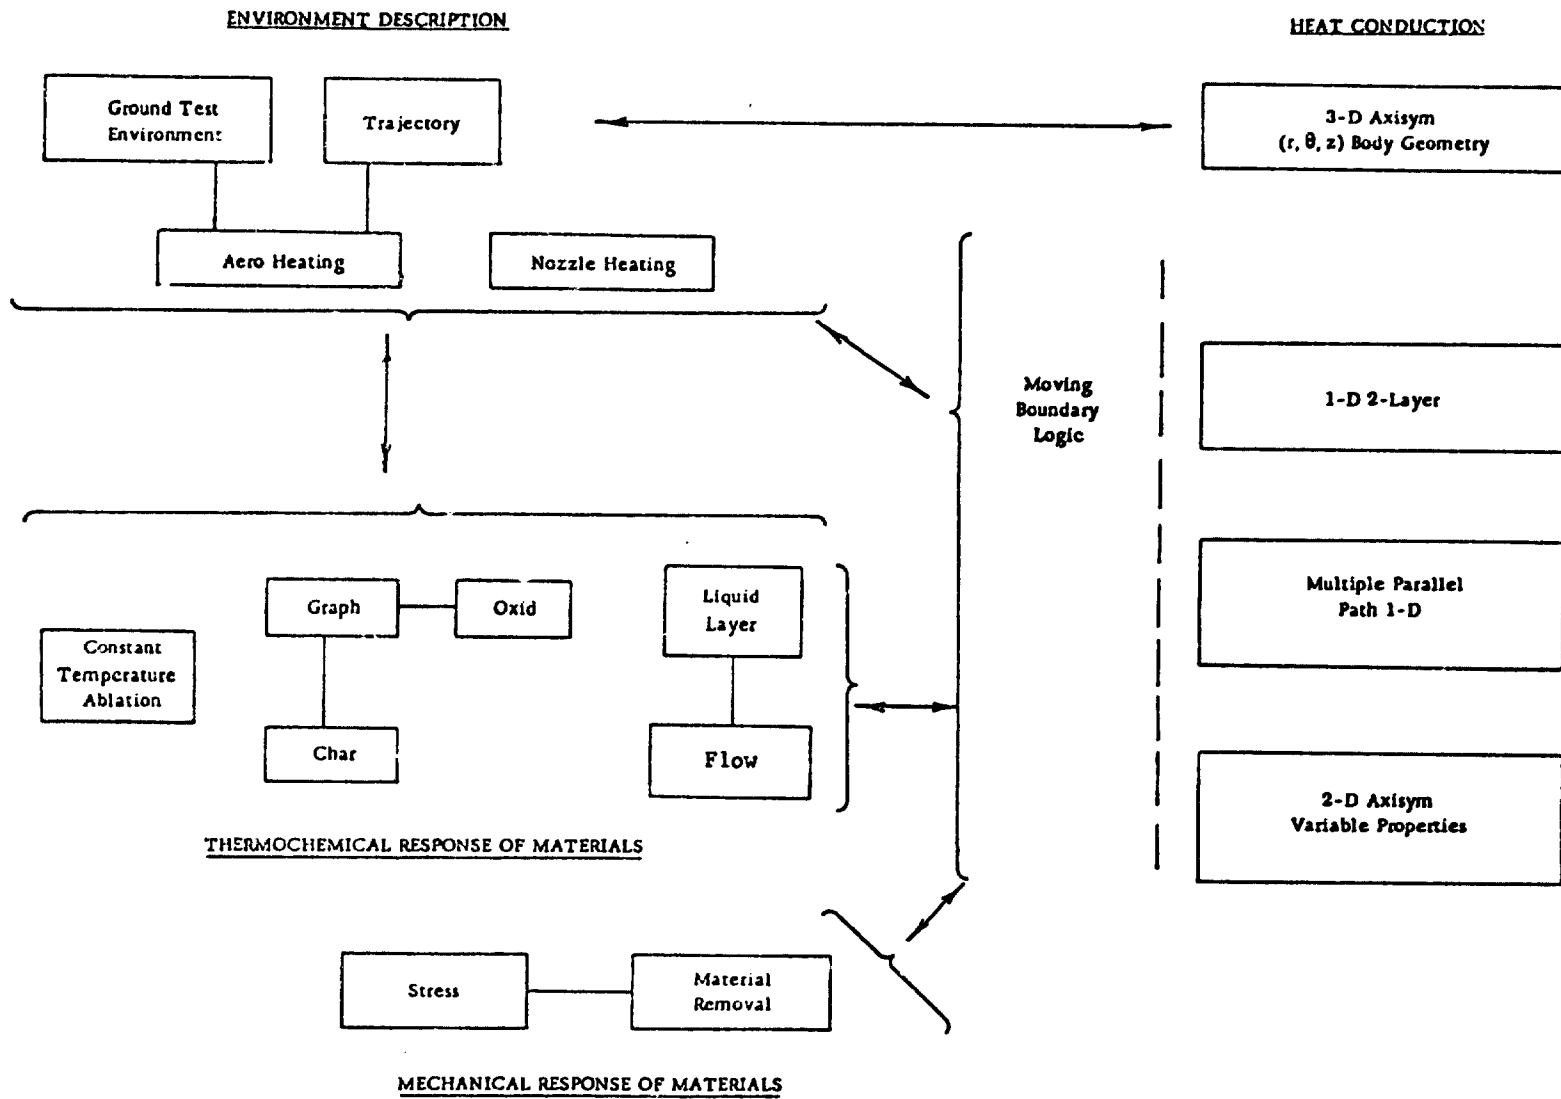 ENVIRONMENT DESCRIPTION
HEAT CONDUCTION
Ground Test
Environment
Trajectory
3-D Axisym
(r, θ, z) Body Geometry
Aero Heating
Nozzle Heating
Moving
Boundary
Logic
1-D 2-Layer
Multiple Parallel
Path 1-D
2-D Axisym
Variable Properties
Constant
Temperature
Ablation
Graph
Oxid
Char
Liquid
Layer
Flow
THERMOCHEMICAL RESPONSE OF MATERIALS
Stress
Material
Removal
MECHANICAL RESPONSE OF MATERIALS